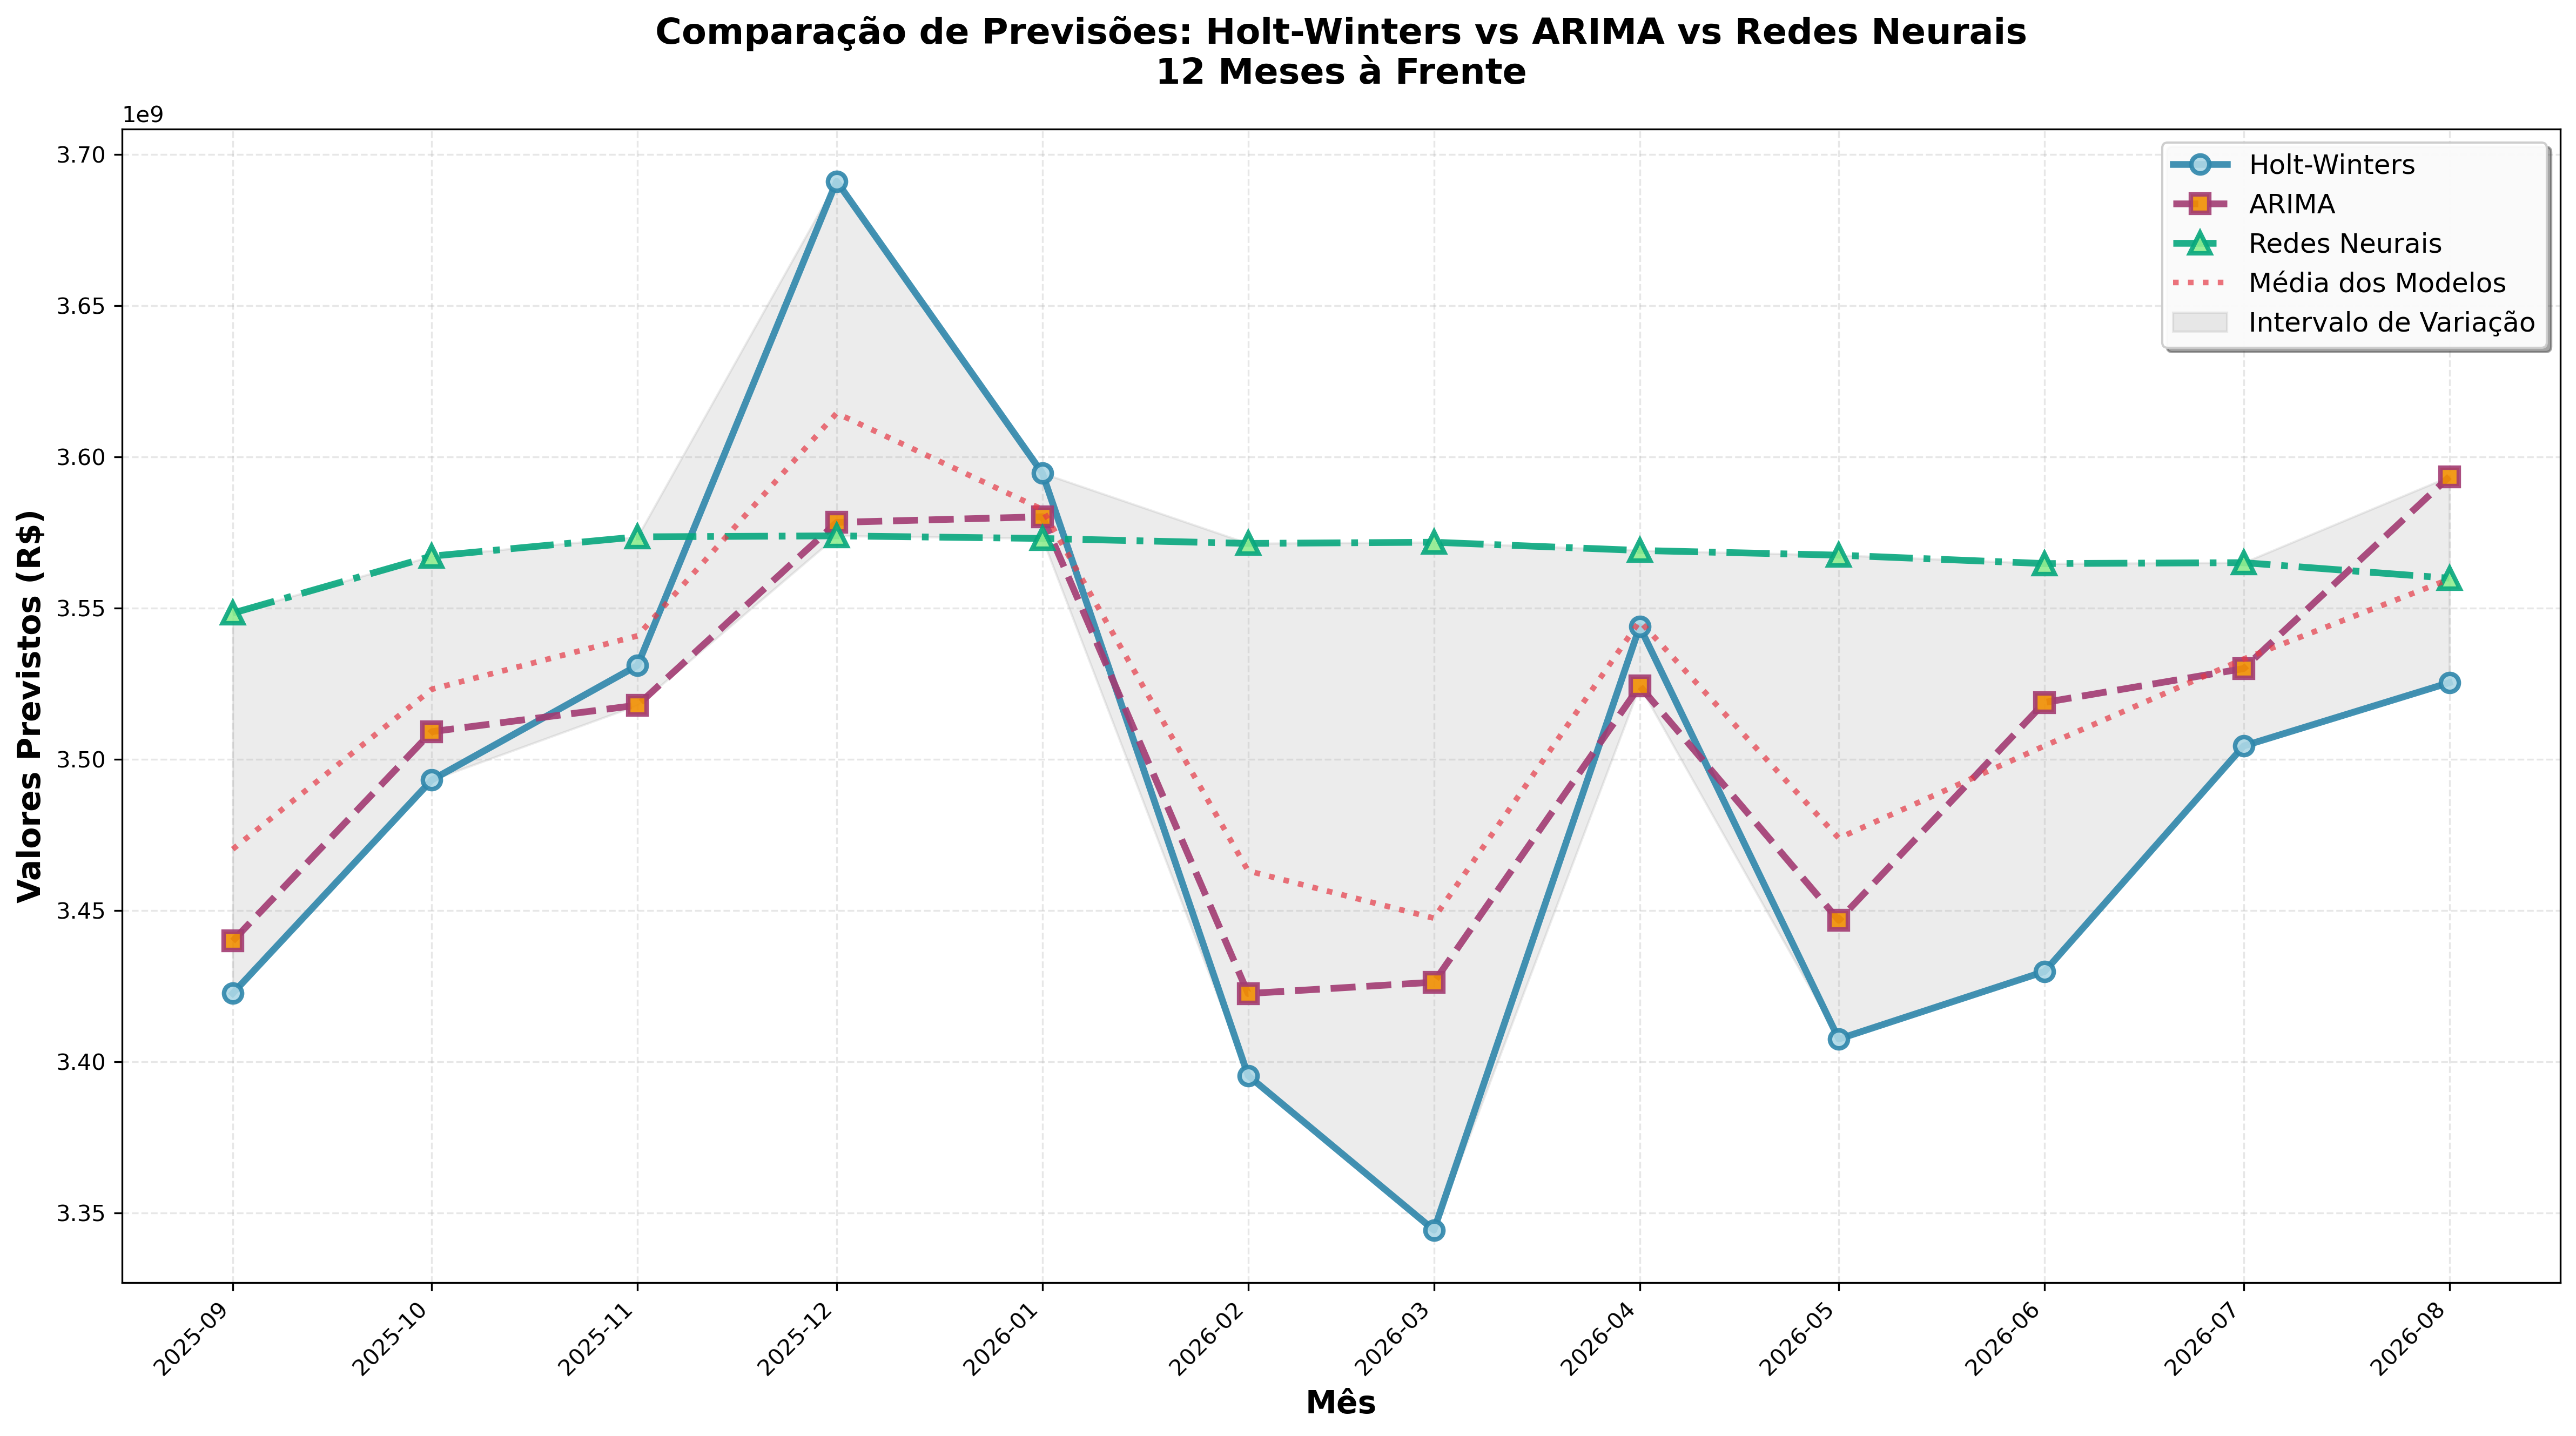 Comparação de Previsões: Holt-Winters vs ARIMA vs Redes Neurais
12 Meses à Frente
1e9
3.70
3.65
3.60
3.55
3.50
3.45
3.40
3.35
Valores Previstos (R$)
Holt-Winters
ARIMA
Redes Neurais
Média dos Modelos
Intervalo de Variação
2025-09
2025-10
2025-11
2025-12
2026-01
2026-02
2026-03
2026-04
2026-05
2026-06
2026-07
2026-08
Mês